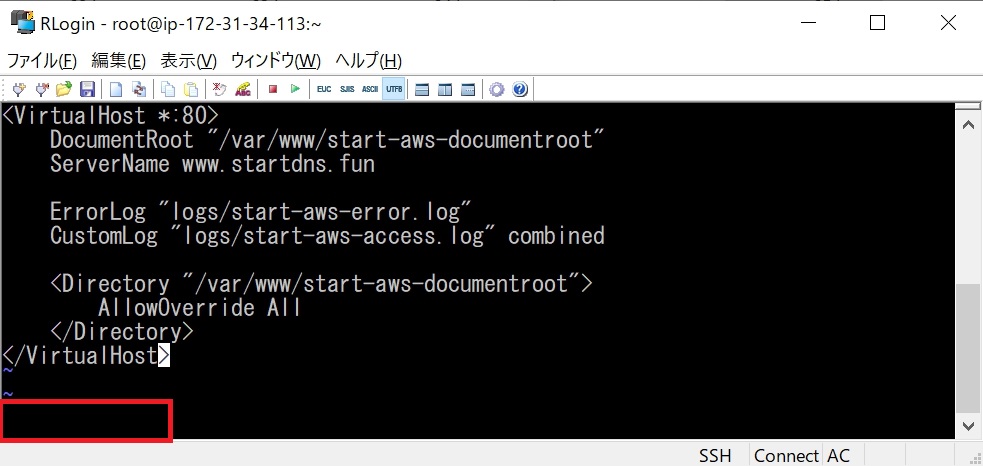 RLogin - root@ip-172-31-34-113:~
ファイル(F) 編集(E) 表示(V) ウィンドウ(W) ヘルプ(H)
EUC SJIS ASCII UTF8
<VirtualHost *:80>
    DocumentRoot "/var/www/start-aws-documentroot"
    ServerName www.startdns.fun
    ErrorLog "logs/start-aws-error.log"
    CustomLog "logs/start-aws-access.log" combined
    <Directory "/var/www/start-aws-documentroot">
        AllowOverride All
    </Directory>
</VirtualHost>
~
~
SSH Connect AC